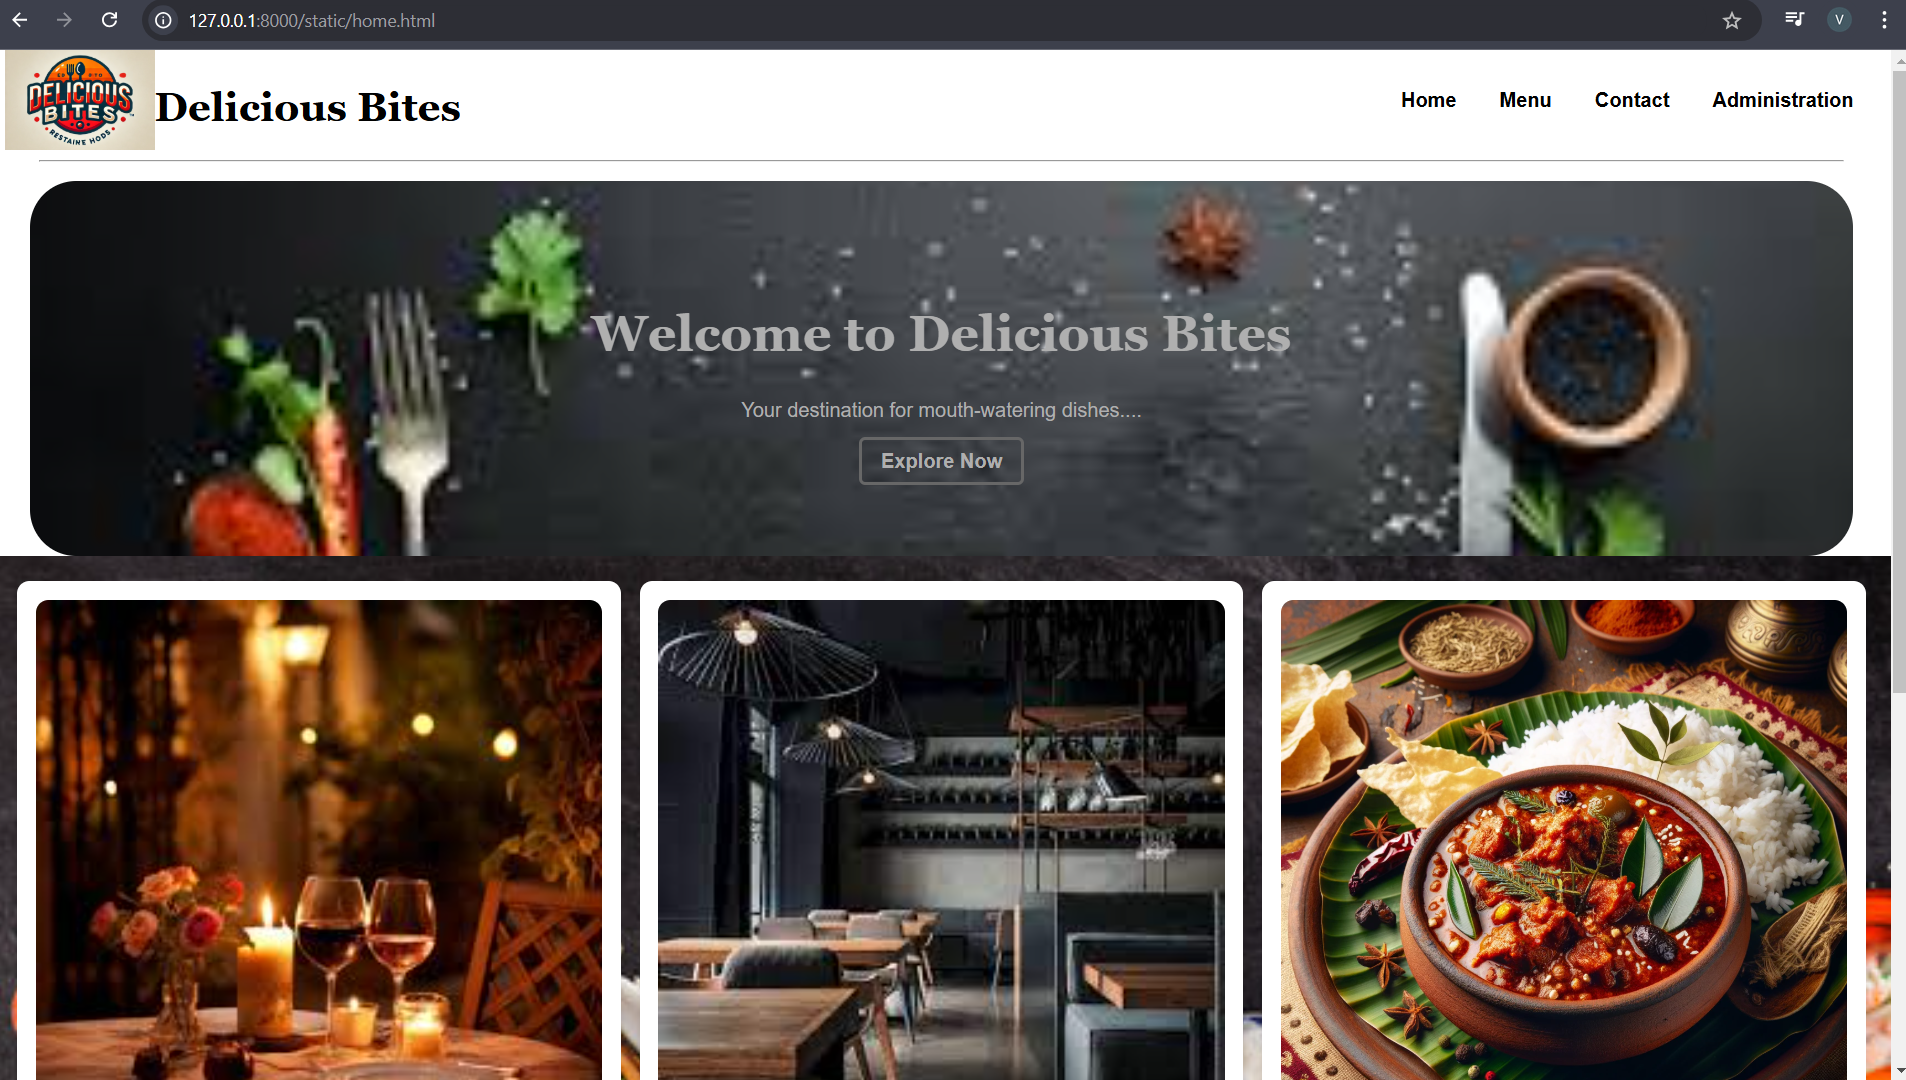 127.0.0.1:8000/static/home.html
V
DELICIOUS
BITES
RESTAINE HODS
Delicious Bites
Home
Menu
Contact
Administration
Welcome to Delicious Bites
Your destination for mouth-watering dishes....
Explore Now